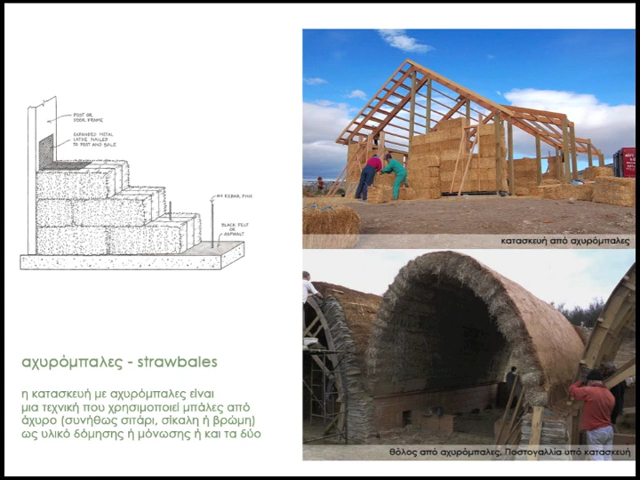 POST OR
DOOR FRAME
EXPANDED METAL
LATHE NAILED
TO POST AND BALE
#4 REBAR PINS
BLACK FELT
OR
ASPHALT
αχυρόμπαλες - strawbales
η κατασκευή με αχυρόμπαλες είναι
μια τεχνική που χρησιμοποιεί μπάλες από
άχυρο (συνήθως σιτάρι, σίκαλη ή βρώμη)
ως υλικό δόμησης ή μόνωσης ή και τα δύο
κατασκευή από αχυρόμπαλες
θόλος από αχυρόμπαλες, Πορτογαλλία υπό κατασκευή